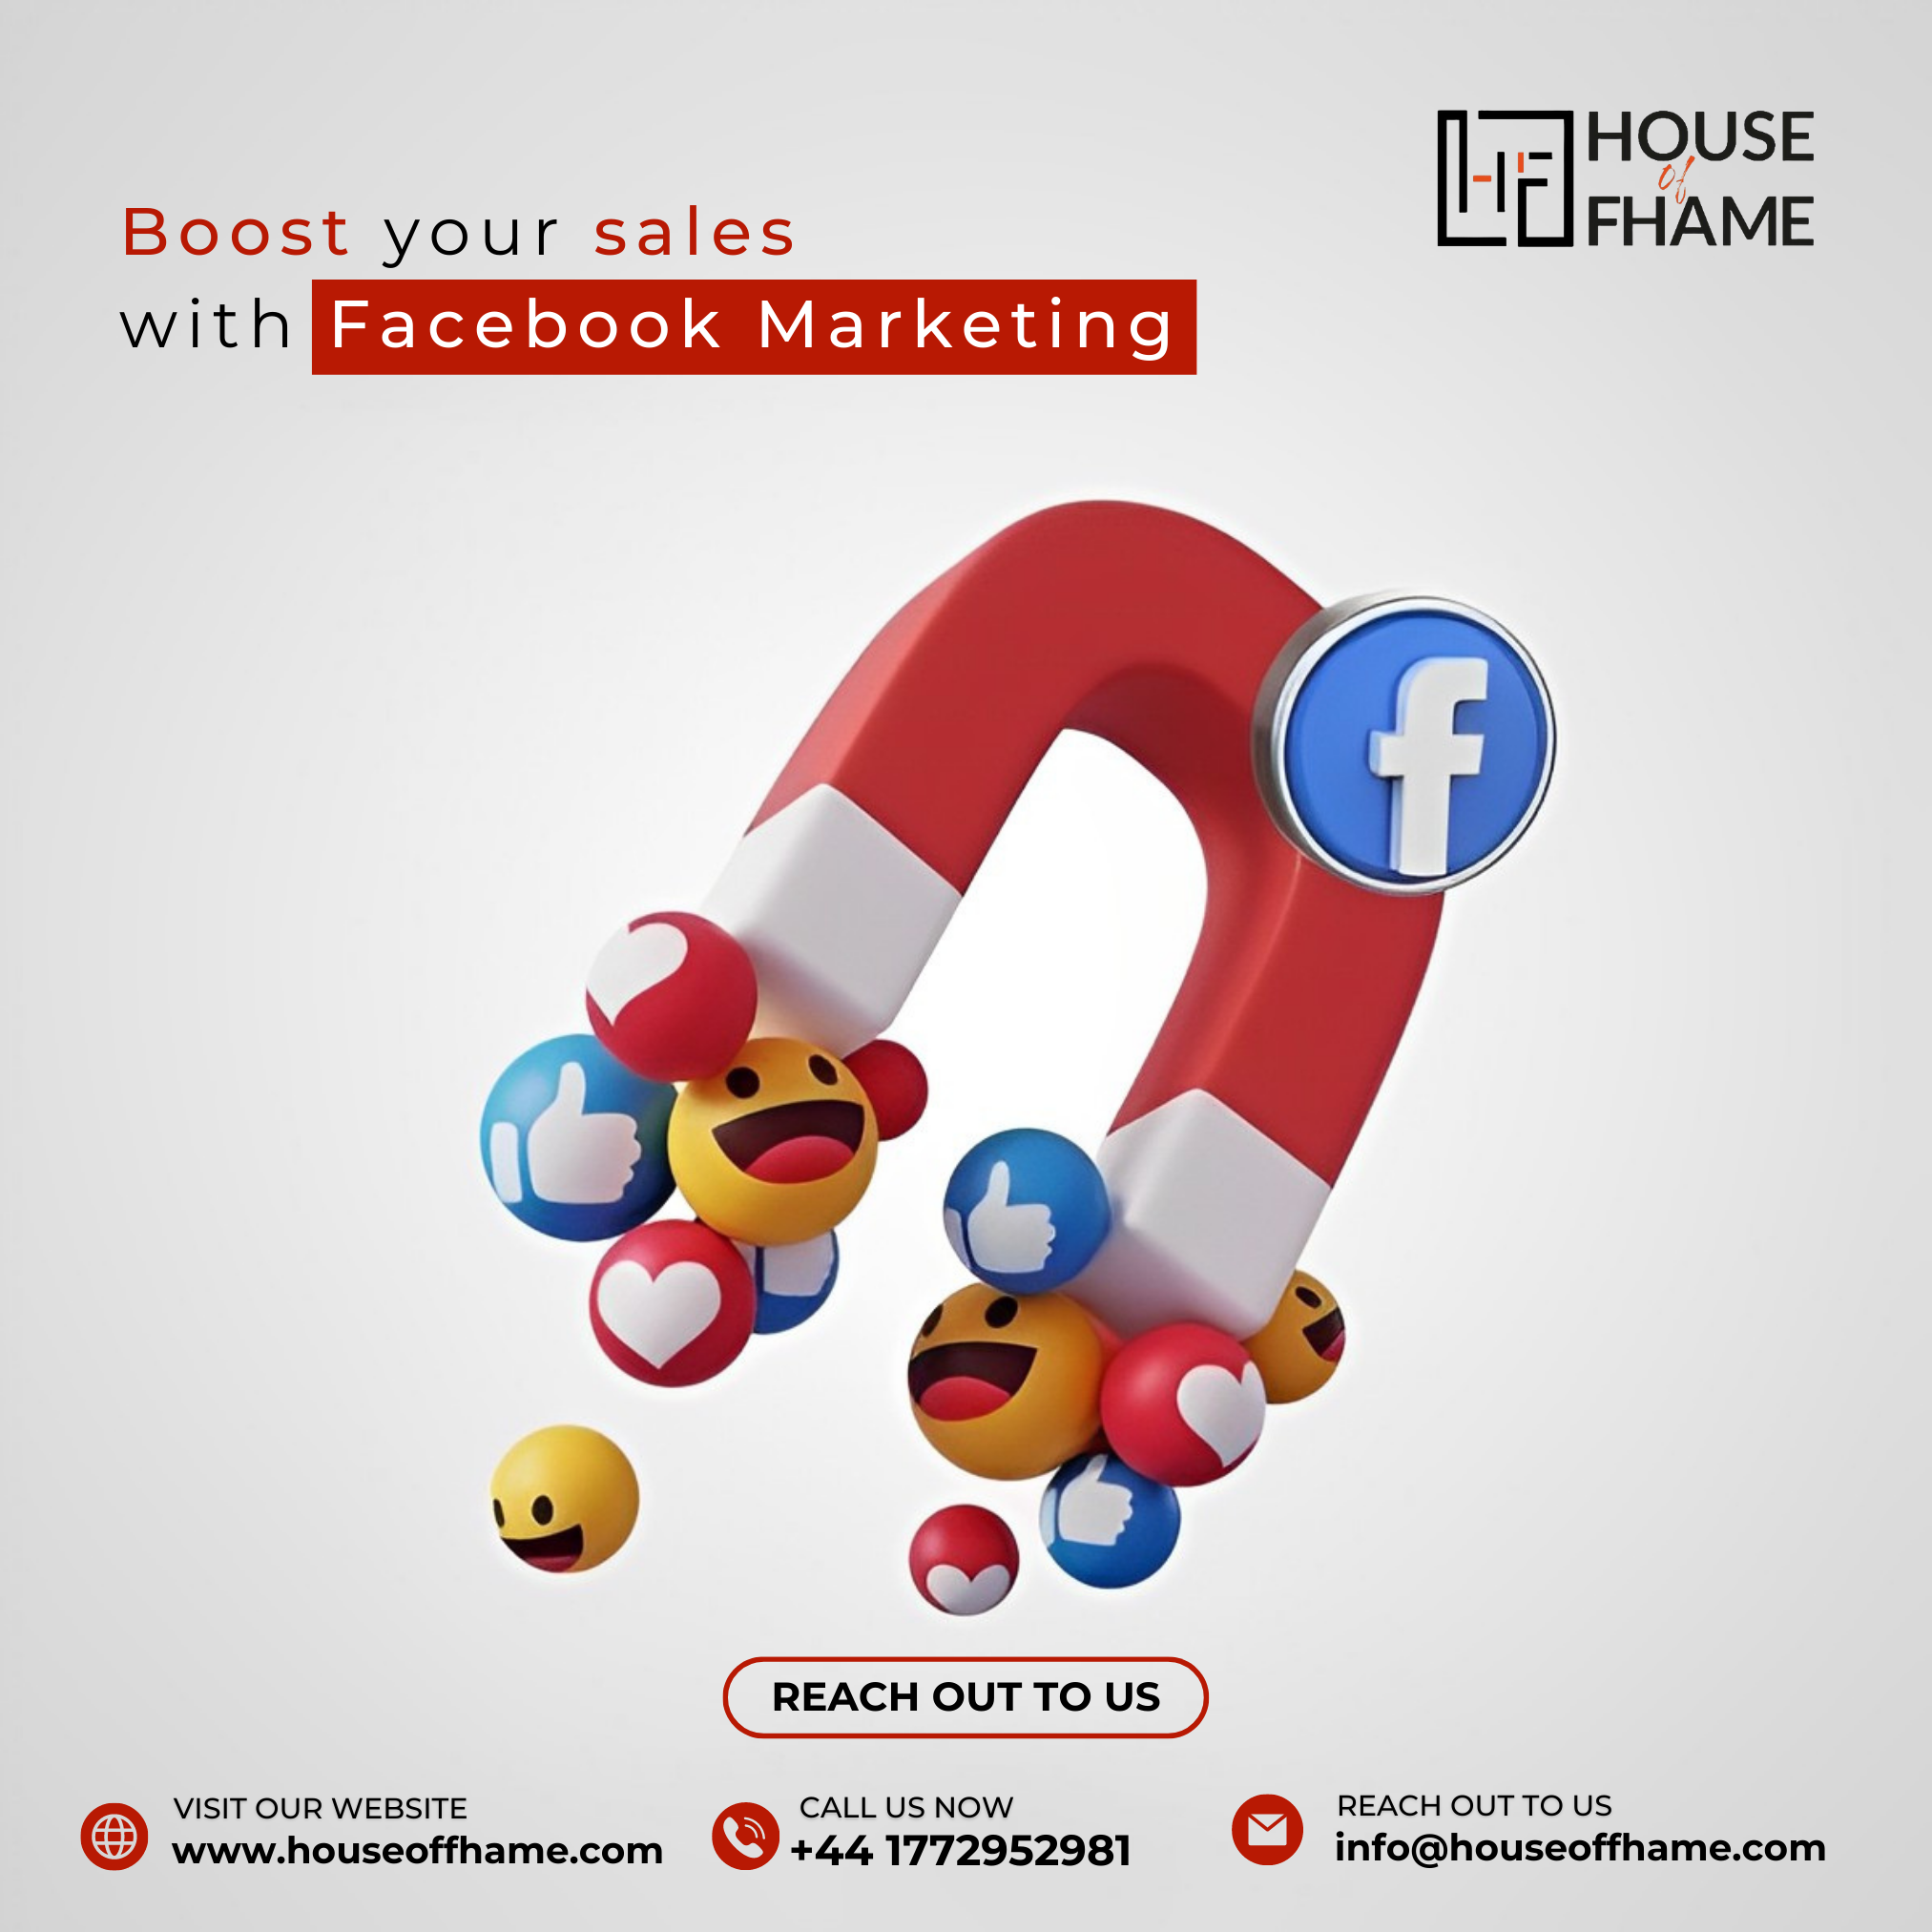 HOUSE
of
FHAME
Boost your sales
with Facebook Marketing
REACH OUT TO US
VISIT OUR WEBSITE
www.houseoffhame.com
CALL US NOW
+44 1772952981
REACH OUT TO US
info@houseoffhame.com